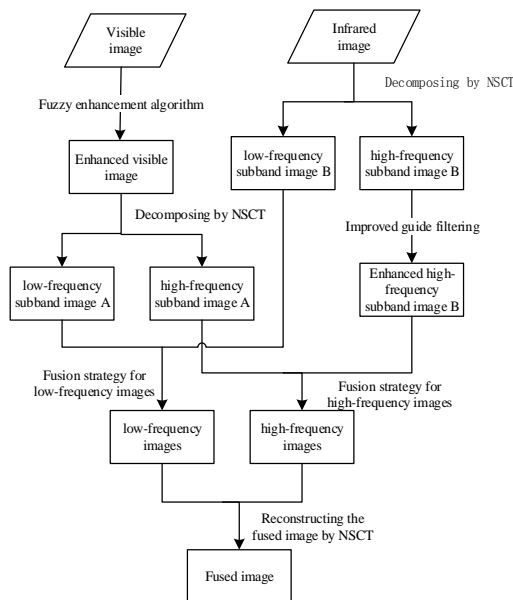 Visible
image
Infrared
image
Decomposing by NSCT
Fuzzy enhancement algorithm
Enhanced visible
image
low-frequency
subband image B
high-frequency
subband image B
Decomposing by NSCT
Improved guide filtering
low-frequency
subband image A
high-frequency
subband image A
Enhanced high-
frequency
subband image B
Fusion strategy for
low-frequency images
Fusion strategy for
high-frequency images
low-frequency
images
high-frequency
images
Reconstructing the
fused image by NSCT
Fused image